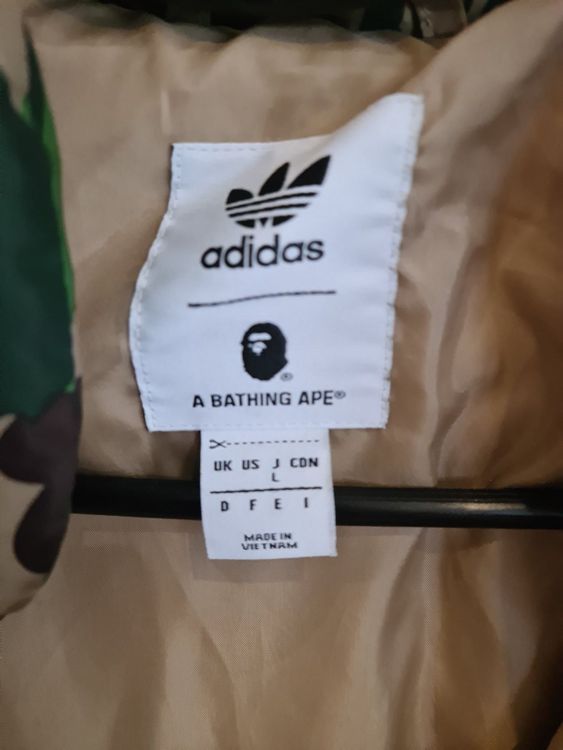 adidas
®
A BATHING APE®
UK US J CDN
L
D F E I
MADE IN
VIETNAM